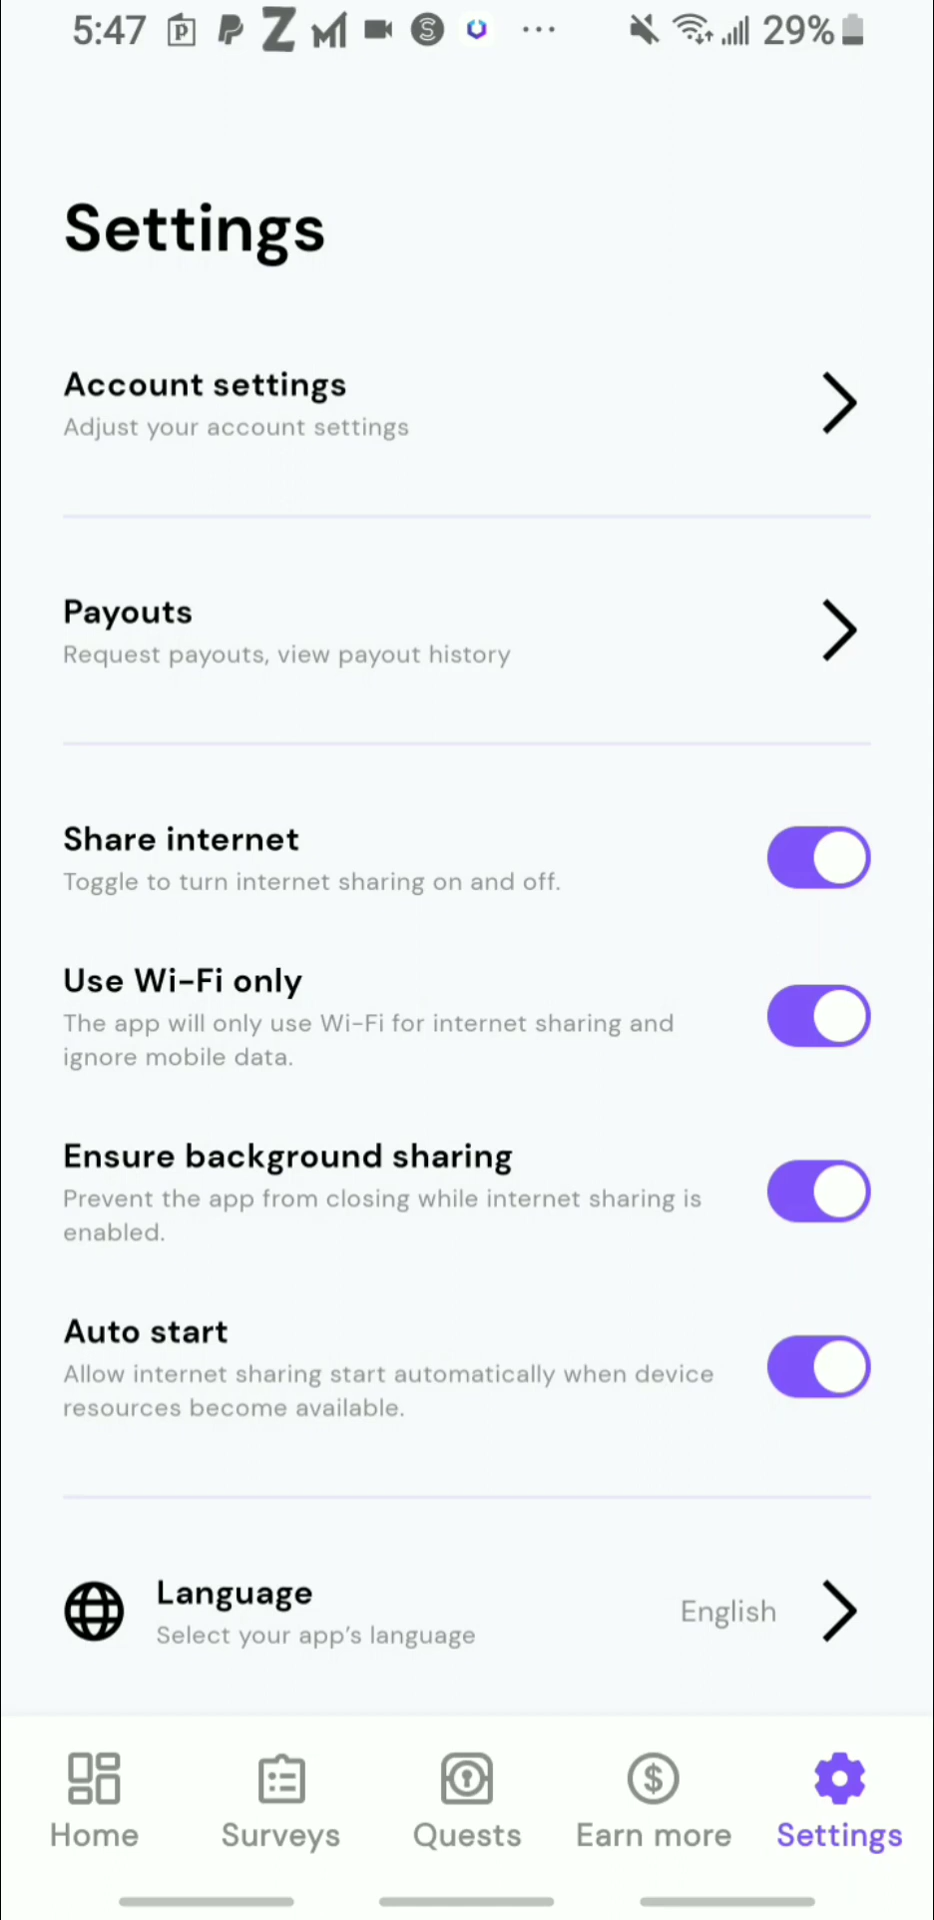 5:47 29%
Settings
Account settings
Adjust your account settings
Payouts
Request payouts, view payout history
Share internet
Toggle to turn internet sharing on and off.
Use Wi-Fi only
The app will only use Wi-Fi for internet sharing and
ignore mobile data.
Ensure background sharing
Prevent the app from closing while internet sharing is
enabled.
Auto start
Allow internet sharing start automatically when device
resources become available.
Language
Select your app's language
English
Home Surveys Quests Earn more Settings